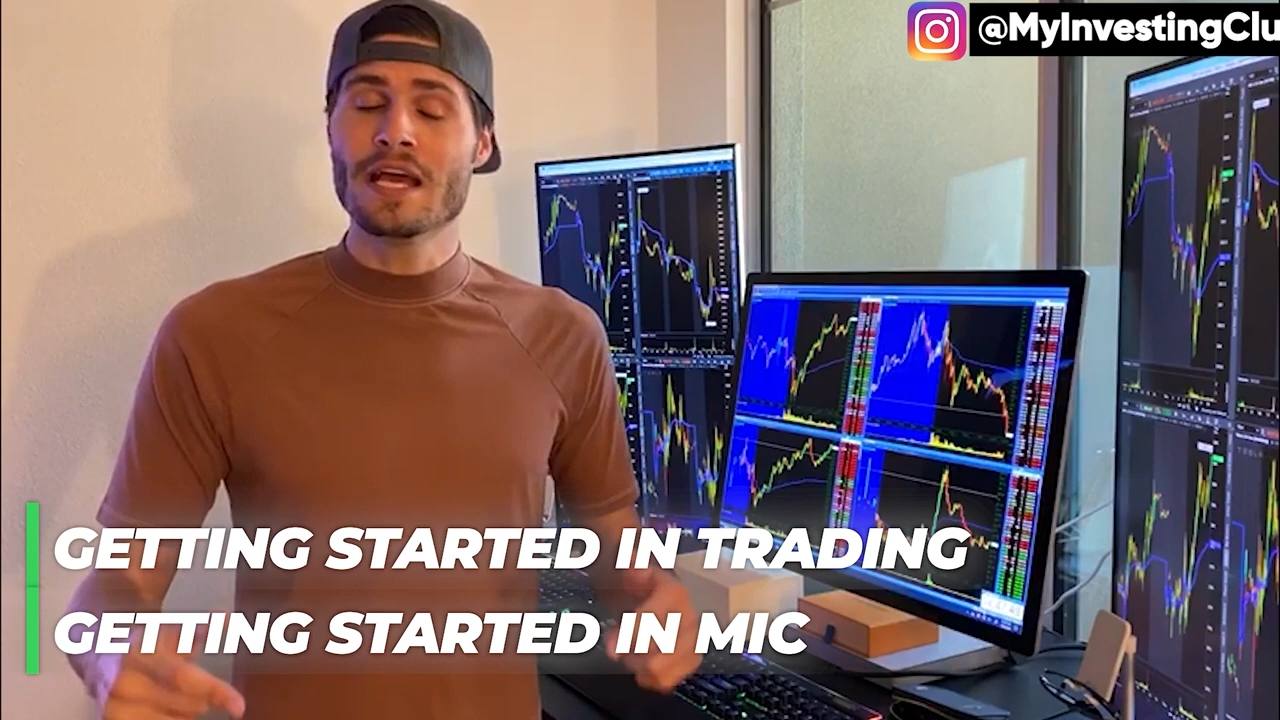 @MyInvestingClu
GETTING STARTED IN TRADING
GETTING STARTED IN MIC